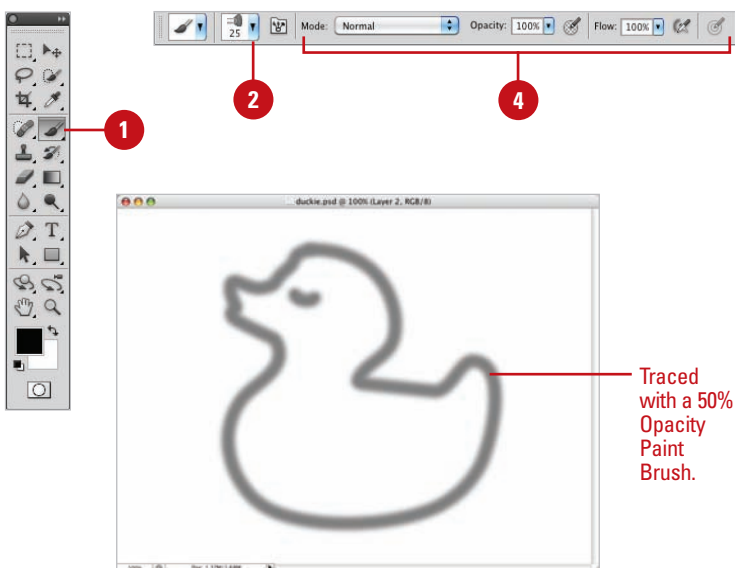 25
Mode: Normal Opacity: 100% Flow: 100%
2
4
1
T
duckie.psd @ 100% (Layer 2, RGB/8)
Traced
with a 50%
Opacity
Paint
Brush.